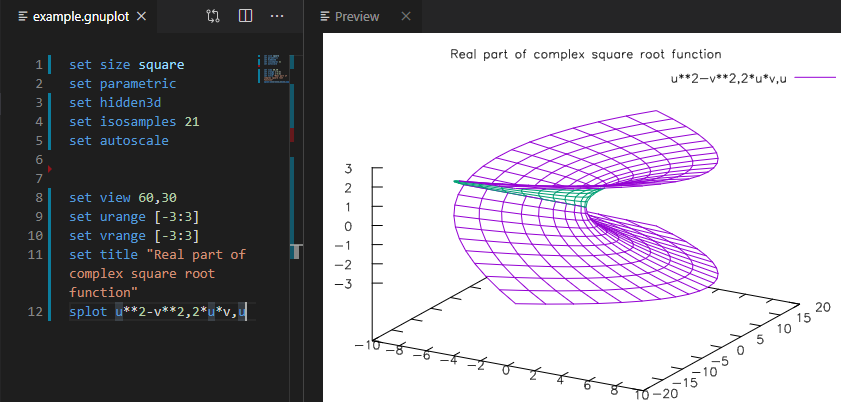 example.gnuplot
Preview
1 set size square
2 set parametric
3 set hidden3d
4 set isosamples 21
5 set autoscale
6
7
8 set view 60,30
9 set urange [-3:3]
10 set vrange [-3:3]
11 set title "Real part of
complex square root
function"
12 splot u**2-v**2,2*u*v,u
Real part of complex square root function
u**2-v**2,2*u*v,u
3
2
1
0
-1
-2
-3
-10 -8 -6 -4 -2 0 2 4 6 8 10
-20 -15 -10 -5 0 5 10 15 20